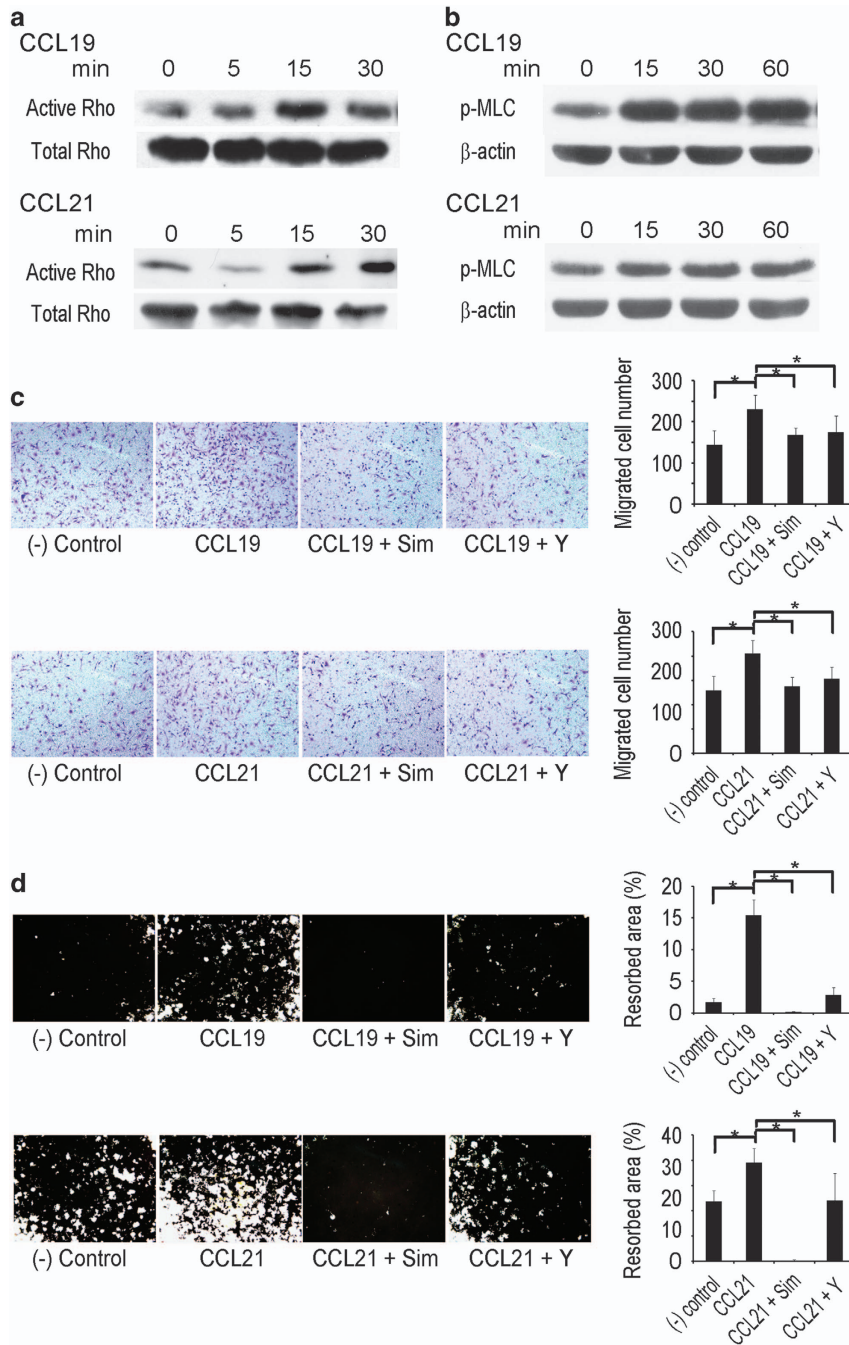 a
CCL19
min 0 5 15 30
Active Rho
Total Rho
CCL21
min 0 5 15 30
Active Rho
Total Rho
b
CCL19
min 0 15 30 60
p-MLC
β-actin
CCL21
min 0 15 30 60
p-MLC
β-actin
c
(-) Control CCL19 CCL19 + Sim CCL19 + Y
Migrated cell number
300
200
100
0
* * *
(-) control CCL19 CCL19 + Sim CCL19 + Y
(-) Control CCL21 CCL21 + Sim CCL21 + Y
Migrated cell number
300
200
100
0
* * *
(-) control CCL21 CCL21 + Sim CCL21 + Y
d
(-) Control CCL19 CCL19 + Sim CCL19 + Y
Resorbed area (%)
20
15
10
5
0
* * *
(-) control CCL19 CCL19 + Sim CCL19 + Y
(-) Control CCL21 CCL21 + Sim CCL21 + Y
Resorbed area (%)
40
30
20
10
0
* * *
(-) control CCL21 CCL21 + Sim CCL21 + Y